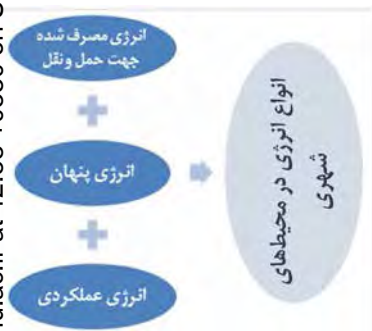 انرژی مصرف شده
جهت حمل و نقل
انرژی پنهان
انرژی عملکردی
انواع انرژی در محیط‌های
شهری